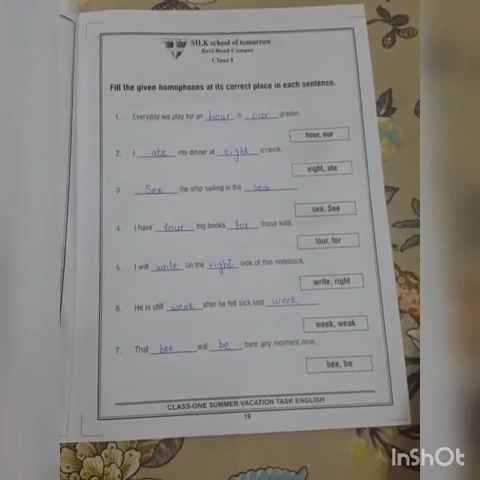 SILK school of tomorrow
Ravi Road Campus
Class I
Fill the given homophones at its correct place in each sentence.
1. Everyday we play for an hour in our graden.
hour, our
2. I ate my dinner at eight o'clock.
eight, ate
3. See the ship sailing in the sea
sea, See
4. I have four big books for those kids.
four, for
5. I will write on the right side of this notebook.
write, right
6. He is still weak after he fell sick last week.
week, weak
7. That bee will be here any moment now.
bee, be
CLASS-ONE SUMMER VACATION TASK ENGLISH
10
InShOt